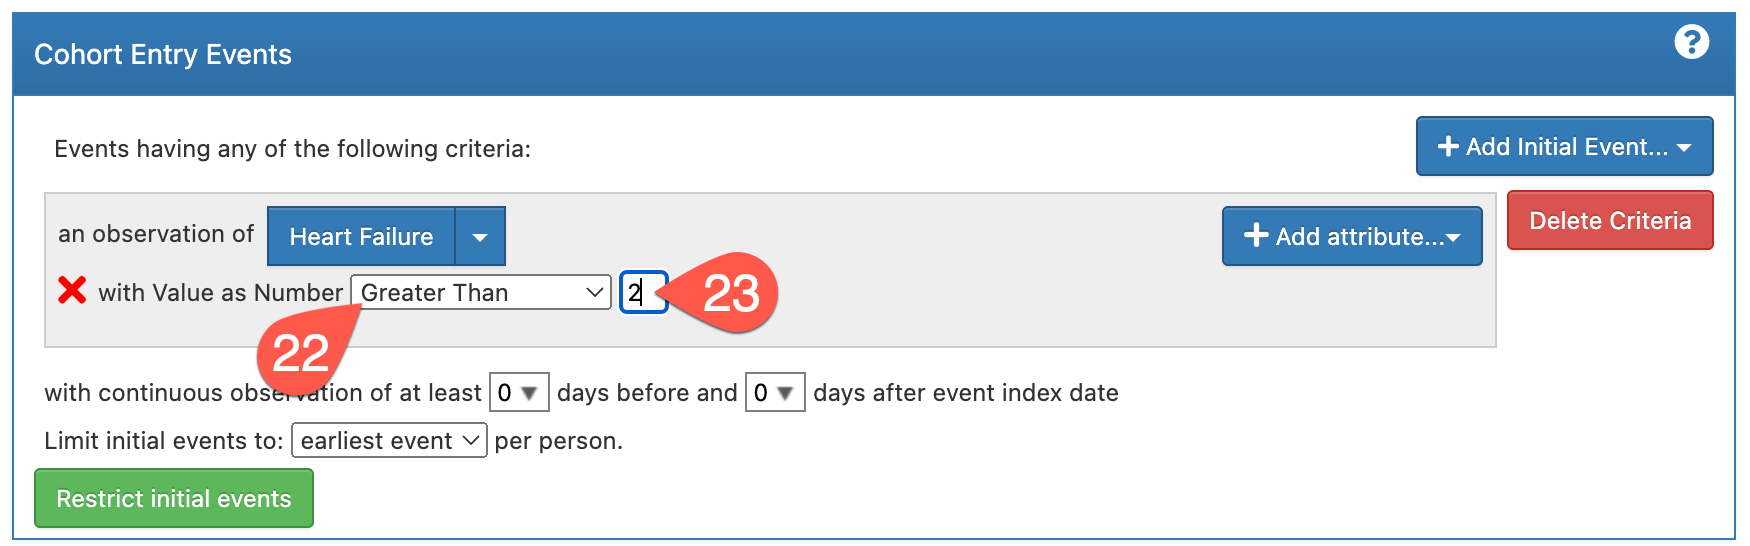 Cohort Entry Events
?
Events having any of the following criteria:
Add Initial Event...
an observation of Heart Failure
Add attribute...
Delete Criteria
with Value as Number Greater Than 2
23
22
with continuous observation of at least 0 days before and 0 days after event index date
Limit initial events to: earliest event per person.
Restrict initial events